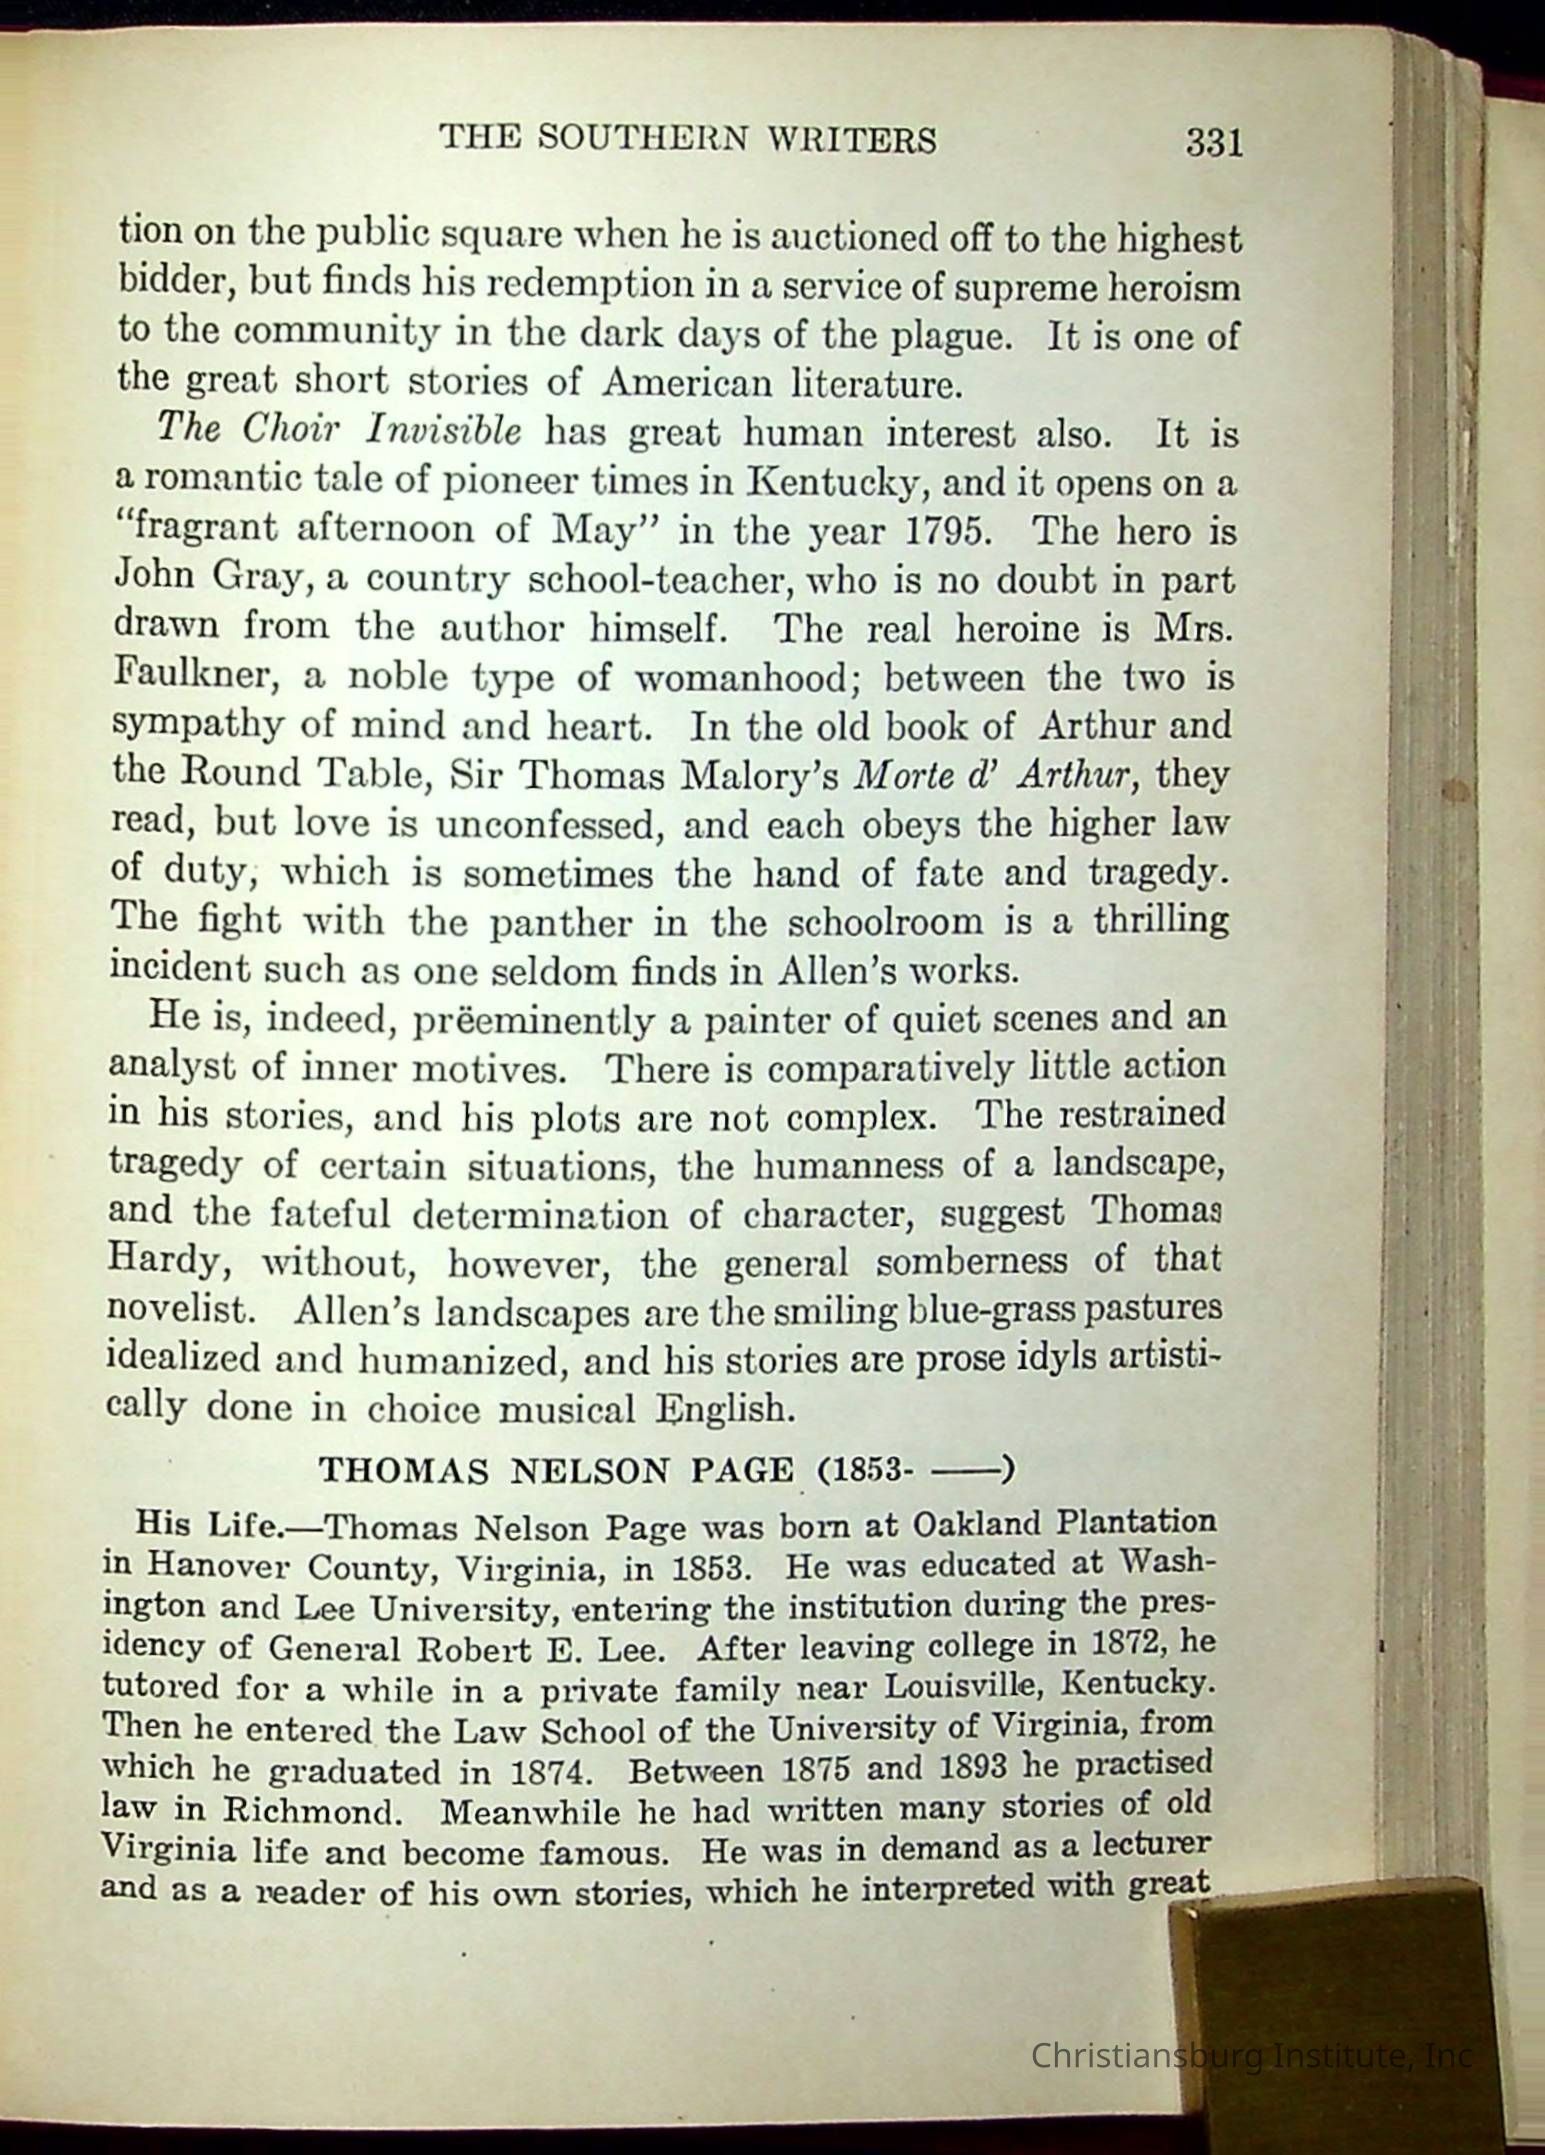 THE SOUTHERN WRITERS 331
tion on the public square when he is auctioned off to the highest
bidder, but finds his redemption in a service of supreme heroism
to the community in the dark days of the plague. It is one of
the great short stories of American literature.
The Choir Invisible has great human interest also. It is
a romantic tale of pioneer times in Kentucky, and it opens on a
“fragrant afternoon of May” in the year 1795. The hero is
John Gray, a country school-teacher, who is no doubt in part
drawn from the author himself. The real heroine is Mrs.
Faulkner, a noble type of womanhood; between the two is
sympathy of mind and heart. In the old book of Arthur and
the Round Table, Sir Thomas Malory’s Morte d’ Arthur, they
read, but love is unconfessed, and each obeys the higher law
of duty, which is sometimes the hand of fate and tragedy.
The fight with the panther in the schoolroom is a thrilling
incident such as one seldom finds in Allen’s works.
He is, indeed, prëeminently a painter of quiet scenes and an
analyst of inner motives. There is comparatively little action
in his stories, and his plots are not complex. The restrained
tragedy of certain situations, the humanness of a landscape,
and the fateful determination of character, suggest Thomas
Hardy, without, however, the general somberness of that
novelist. Allen’s landscapes are the smiling blue-grass pastures
idealized and humanized, and his stories are prose idyls artisti-
cally done in choice musical English.
THOMAS NELSON PAGE (1853- ——)
His Life.—Thomas Nelson Page was born at Oakland Plantation
in Hanover County, Virginia, in 1853. He was educated at Wash-
ington and Lee University, entering the institution during the pres-
idency of General Robert E. Lee. After leaving college in 1872, he
tutored for a while in a private family near Louisville, Kentucky.
Then he entered the Law School of the University of Virginia, from
which he graduated in 1874. Between 1875 and 1893 he practised
law in Richmond. Meanwhile he had written many stories of old
Virginia life and become famous. He was in demand as a lecturer
and as a reader of his own stories, which he interpreted with great
Christiansburg Institute, Inc